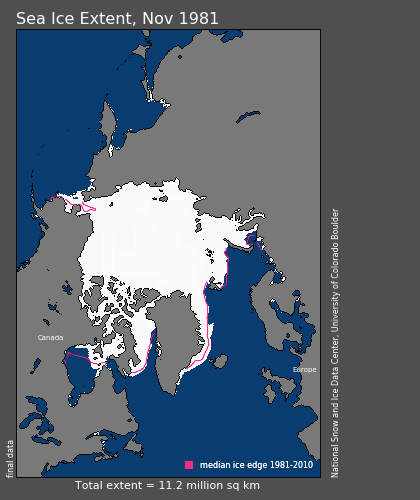 Sea Ice Extent, Nov 1981
Canada
Europe
median ice edge 1981-2010
Total extent = 11.2 million sq km
final data
National Snow and Ice Data Center, University of Colorado Boulder